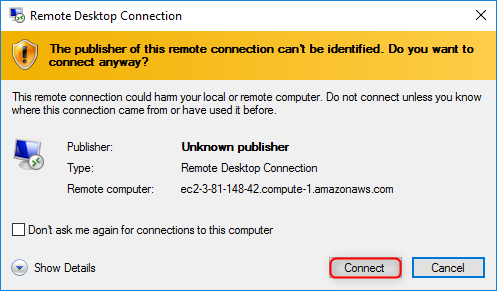 Remote Desktop Connection
The publisher of this remote connection can't be identified. Do you want to
connect anyway?
This remote connection could harm your local or remote computer. Do not connect unless you know
where this connection came from or have used it before.
Publisher: Unknown publisher
Type: Remote Desktop Connection
Remote computer: ec2-3-81-148-42.compute-1.amazonaws.com
Don't ask me again for connections to this computer
Show Details Connect Cancel